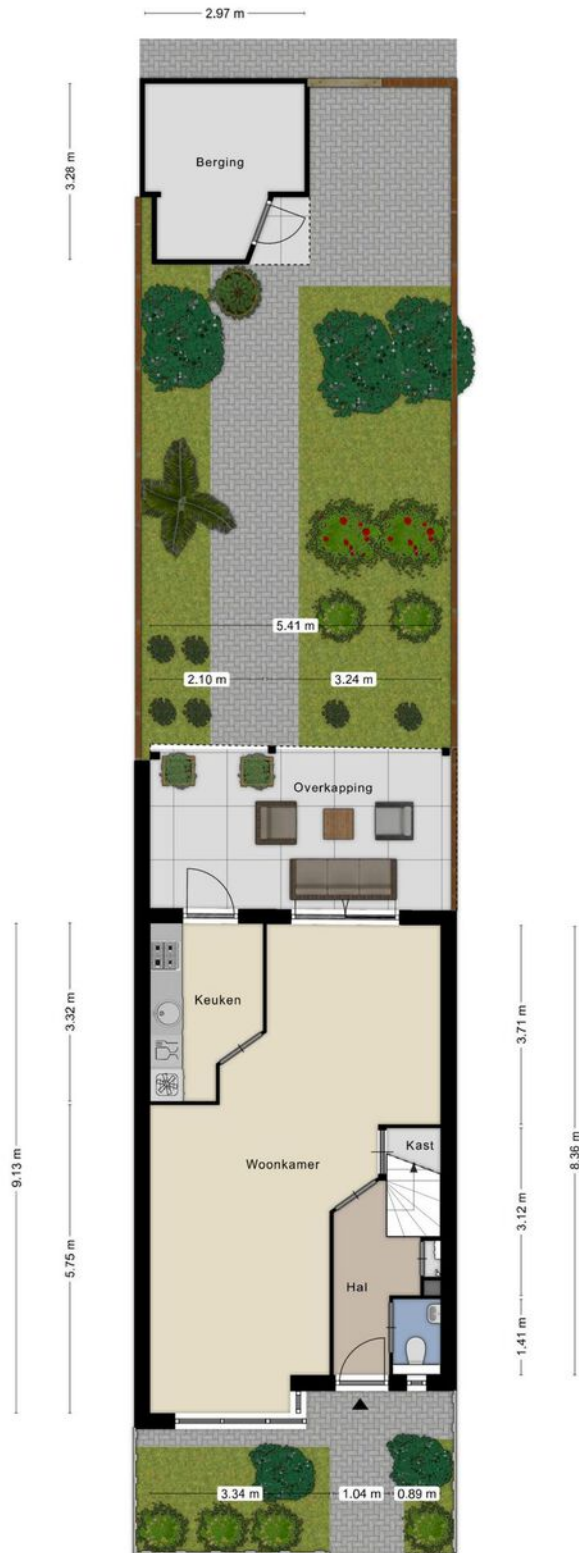 2.97 m
3.28 m
Berging
5.41 m
2.10 m
3.24 m
Overkapping
Keuken
3.32 m
3.71 m
Woonkamer
Kast
9.13 m
8.36 m
3.12 m
5.75 m
Hal
1.41 m
3.34 m
1.04 m
0.89 m